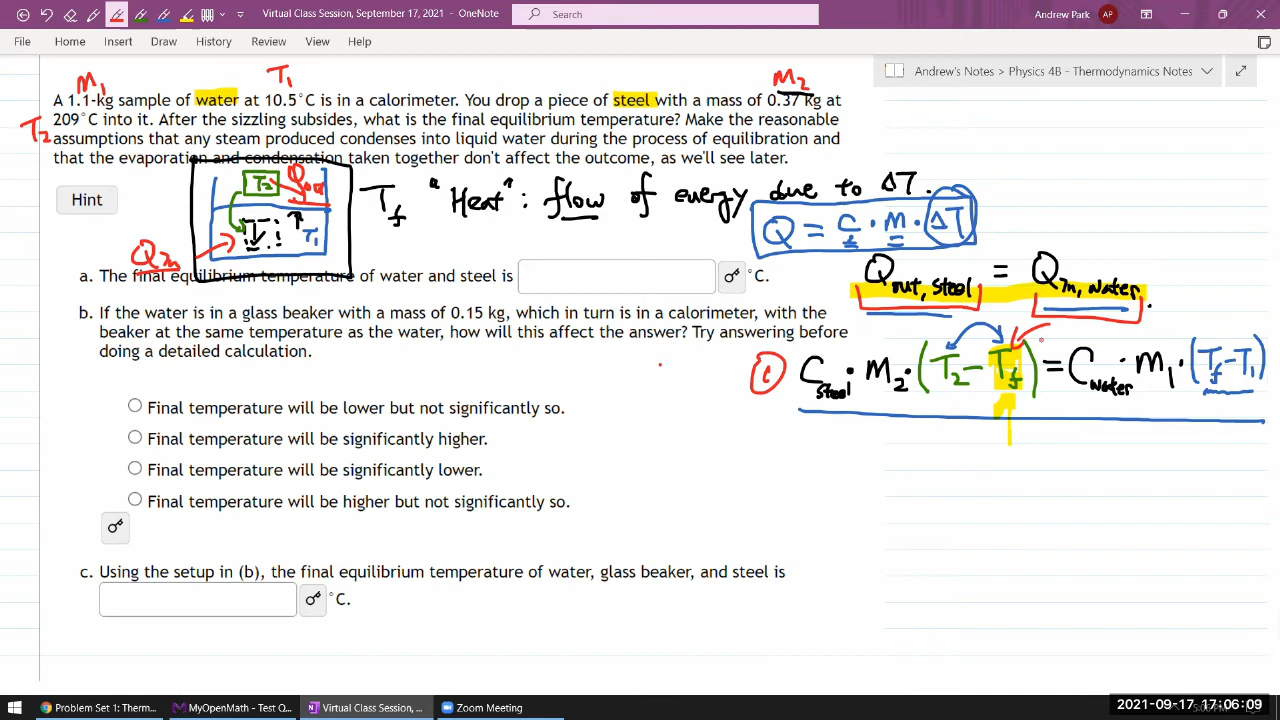 Virtual Class Session, September 17, 2021 - OneNote
Search
Andrew Park
AP
File Home Insert Draw History Review View Help
Andrew's Notes > Physics 4B - Thermodynamics Notes
M₁
T₁
M₂
A 1.1-kg sample of water at 10.5°C is in a calorimeter. You drop a piece of steel with a mass of 0.37 kg at
T₂
209°C into it. After the sizzling subsides, what is the final equilibrium temperature? Make the reasonable
assumptions that any steam produced condenses into liquid water during the process of equilibration and
that the evaporation and condensation taken together don't affect the outcome, as we'll see later.
Hint
T₂
Qout
T₁
Qin
T_f
"Heat": flow of energy due to ΔT.
Q = C · m · ΔT
Qout, steel = Qin, water.
a. The final equilibrium temperature of water and steel is °C.
b. If the water is in a glass beaker with a mass of 0.15 kg, which in turn is in a calorimeter, with the
beaker at the same temperature as the water, how will this affect the answer? Try answering before
doing a detailed calculation.
① C_steel · M₂ · (T₂ - T_f) = C_water · M₁ · (T_f - T₁)
Final temperature will be lower but not significantly so.
Final temperature will be significantly higher.
Final temperature will be significantly lower.
Final temperature will be higher but not significantly so.
c. Using the setup in (b), the final equilibrium temperature of water, glass beaker, and steel is
°C.
Problem Set 1: Therm...
MyOpenMath - Test Q...
Virtual Class Session, ...
Zoom Meeting
2021-09-17 17:06:09